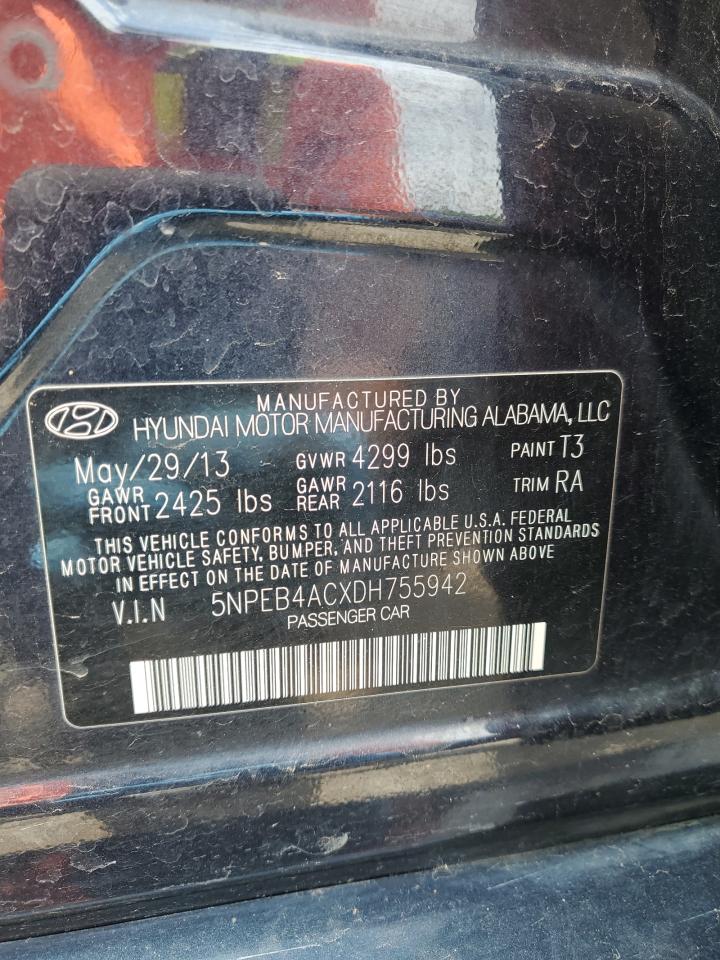 MANUFACTURED BY
HYUNDAI MOTOR MANUFACTURING ALABAMA, LLC
May/29/13 GVWR 4299 lbs PAINT T3
GAWR FRONT 2425 lbs GAWR REAR 2116 lbs TRIM RA
THIS VEHICLE CONFORMS TO ALL APPLICABLE U.S.A. FEDERAL
MOTOR VEHICLE SAFETY, BUMPER, AND THEFT PREVENTION STANDARDS
IN EFFECT ON THE DATE OF MANUFACTURE SHOWN ABOVE
V.I.N 5NPEB4ACXDH755942
PASSENGER CAR